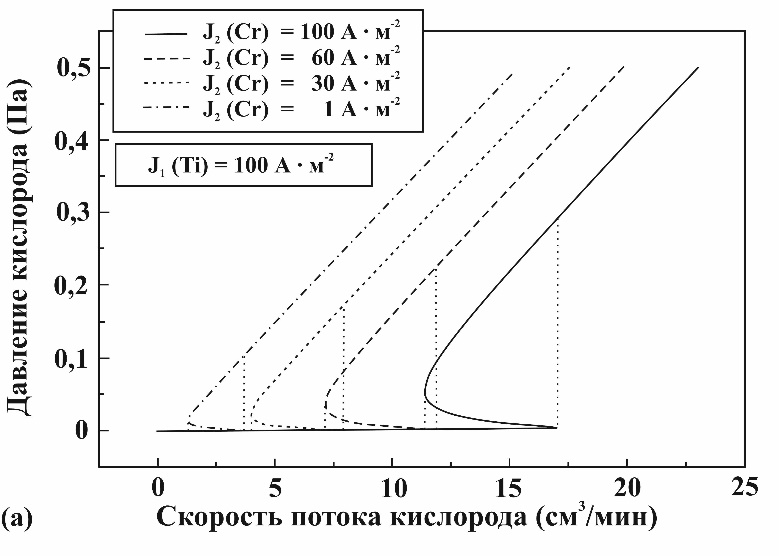 J₂ (Cr) = 100 А · м⁻²
J₂ (Cr) = 60 А · м⁻²
J₂ (Cr) = 30 А · м⁻²
J₂ (Cr) = 1 А · м⁻²
J₁ (Ti) = 100 А · м⁻²
Давление кислорода (Па)
0,5
0,4
0,3
0,2
0,1
0
0 5 10 15 20 25
(а) Скорость потока кислорода (см³/мин)